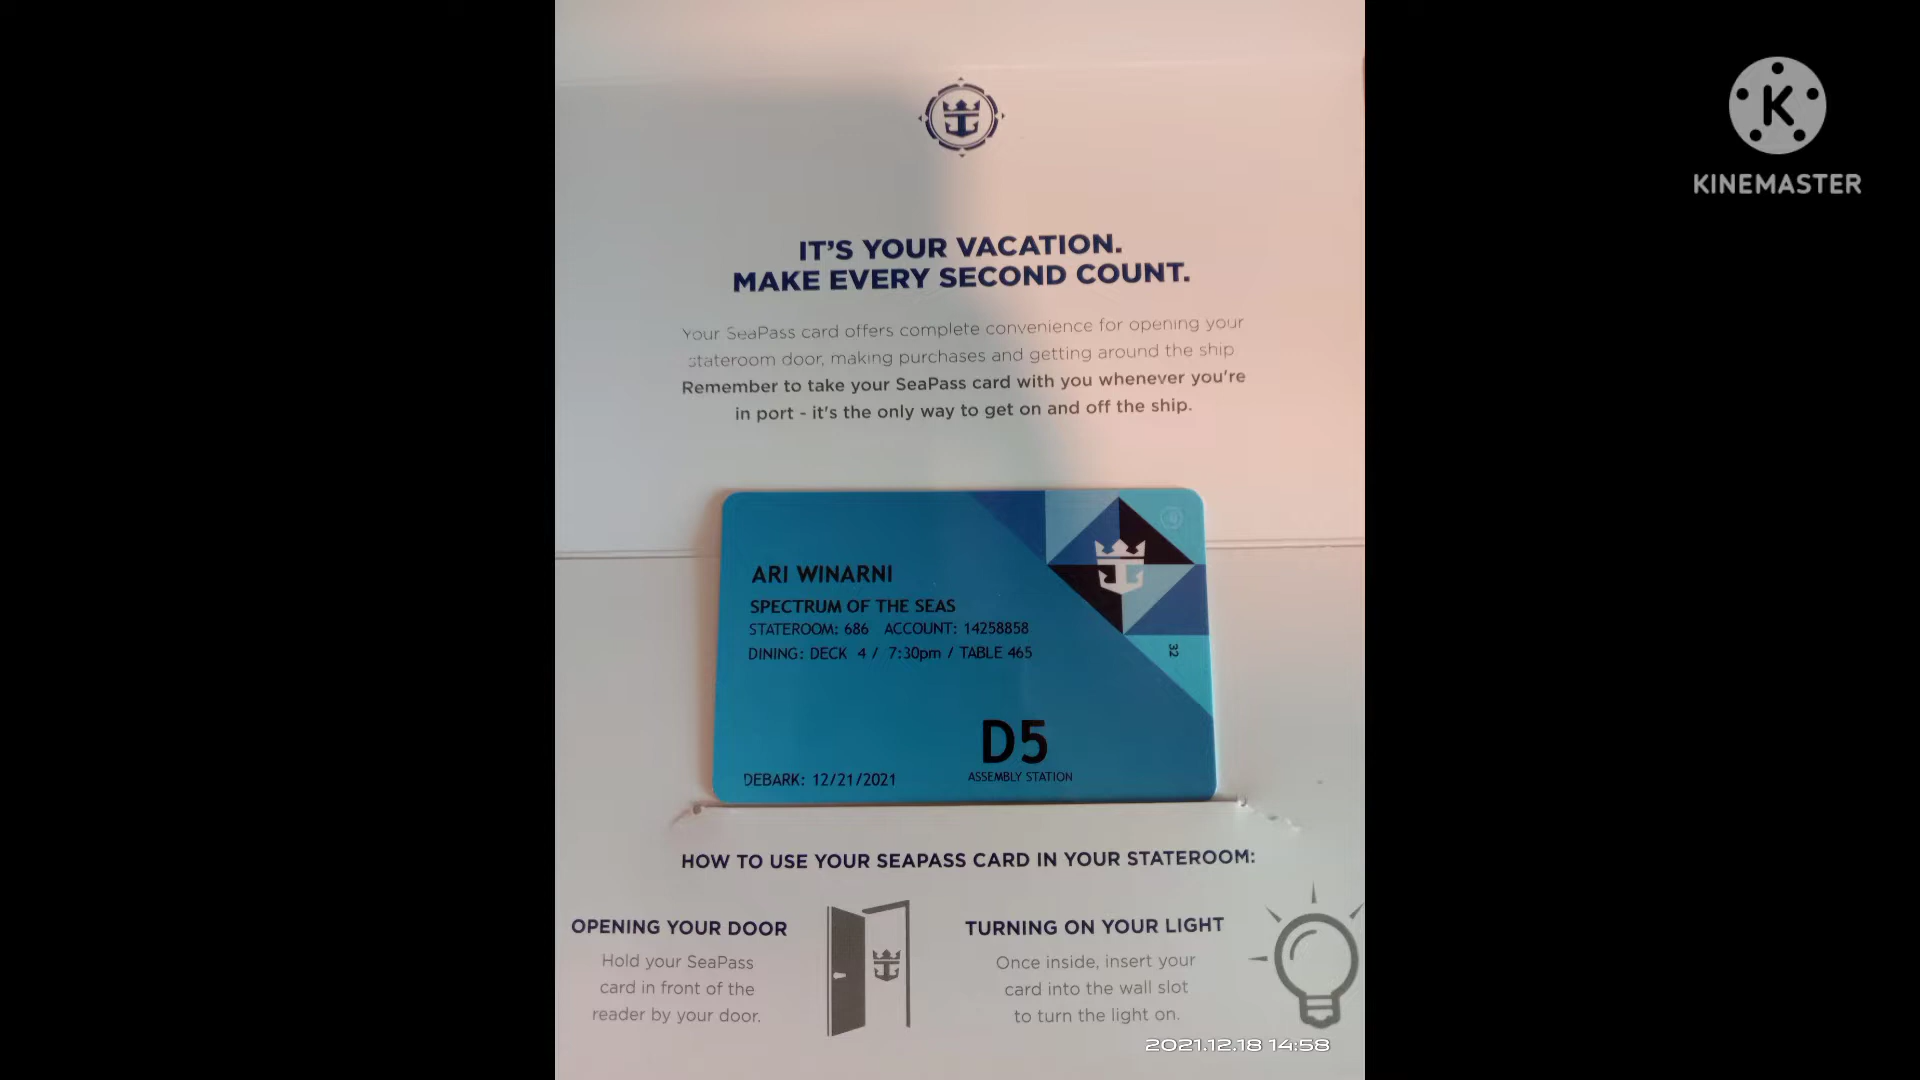 KINEMASTER
IT'S YOUR VACATION.
MAKE EVERY SECOND COUNT.
Your SeaPass card offers complete convenience for opening your
stateroom door, making purchases and getting around the ship
Remember to take your SeaPass card with you whenever you're
in port - it's the only way to get on and off the ship.
ARI WINARNI
SPECTRUM OF THE SEAS
STATEROOM: 686 ACCOUNT: 14258858
DINING: DECK 4 / 7:30pm / TABLE 465
32
D5
ASSEMBLY STATION
DEBARK: 12/21/2021
HOW TO USE YOUR SEAPASS CARD IN YOUR STATEROOM:
OPENING YOUR DOOR
Hold your SeaPass
card in front of the
reader by your door.
TURNING ON YOUR LIGHT
Once inside, insert your
card into the wall slot
to turn the light on.
2021.12.18 14:58